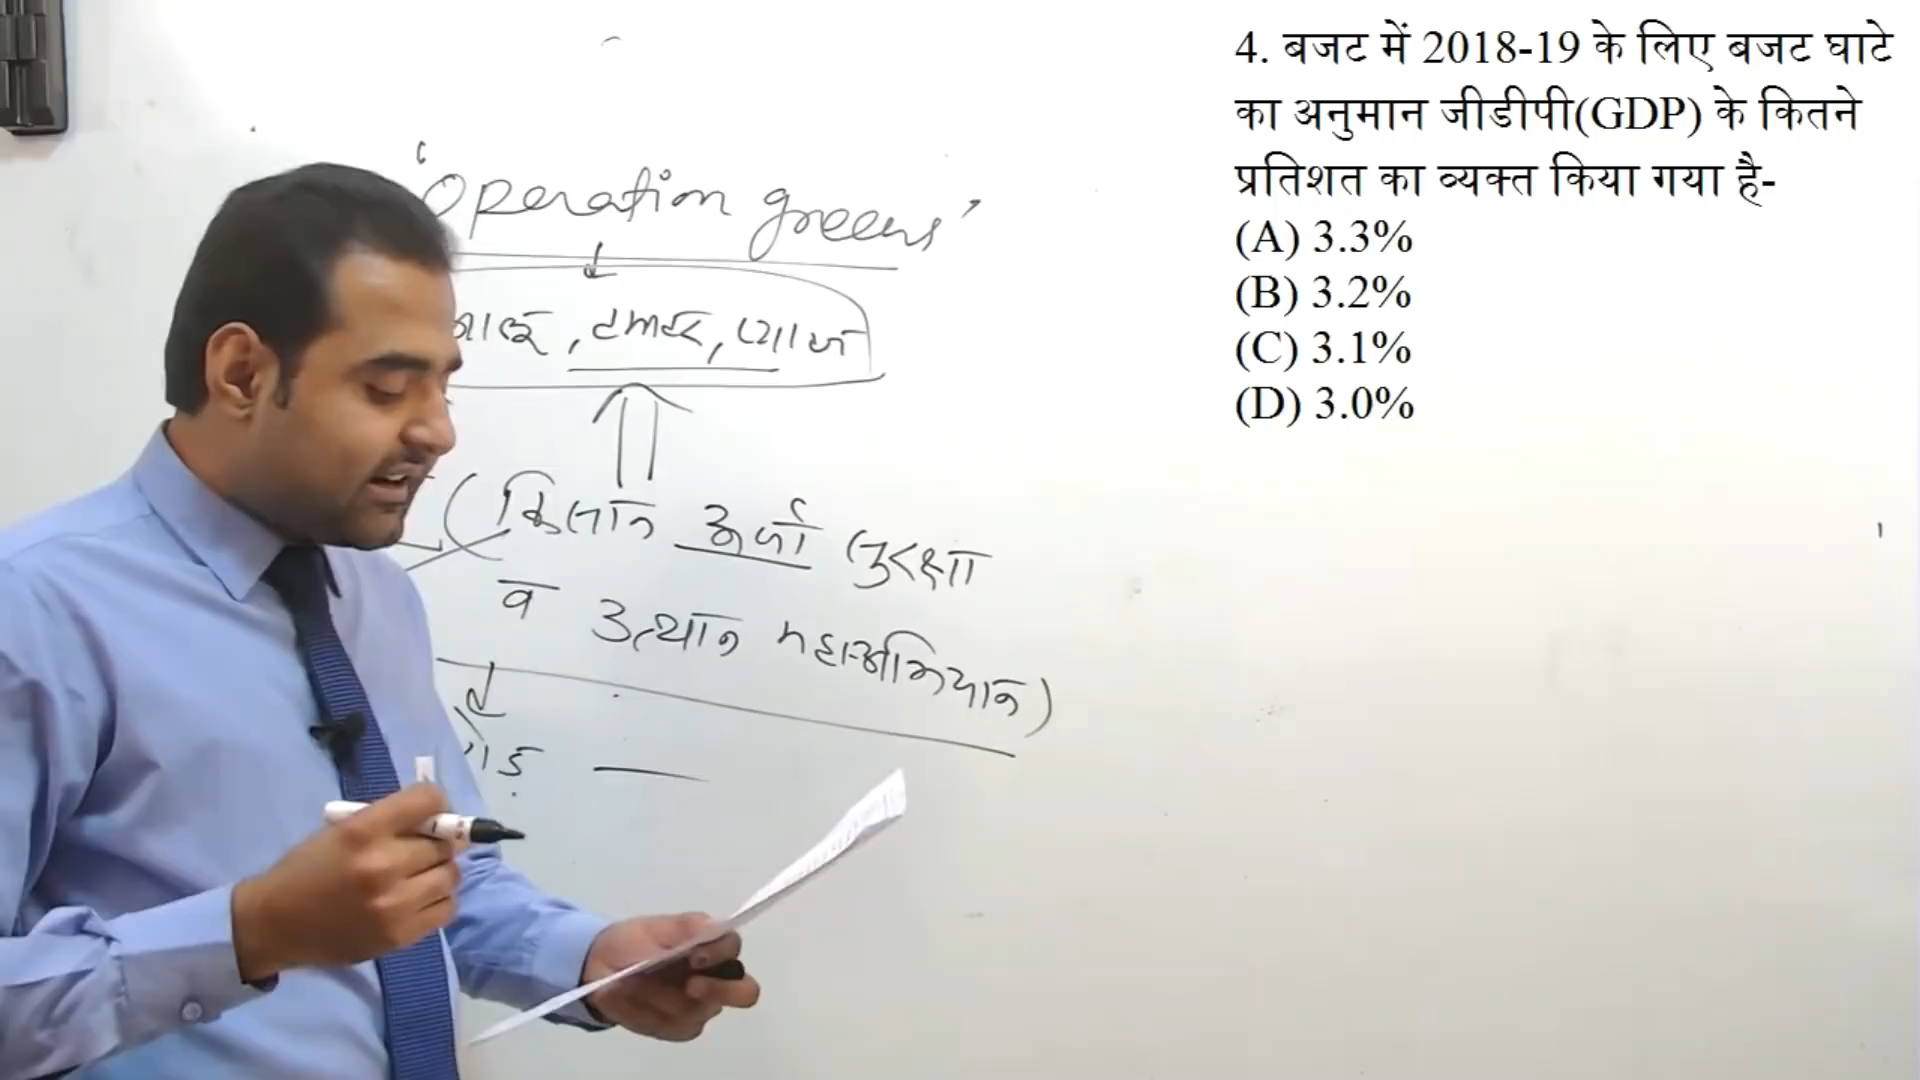 'Operation greens'
आलू, टमाटर, प्याज
(किसान ऊर्जा सुरक्षा
व उत्थान महाअभियान)
4. बजट में 2018-19 के लिए बजट घाटे
का अनुमान जीडीपी(GDP) के कितने
प्रतिशत का व्यक्त किया गया है-
(A) 3.3%
(B) 3.2%
(C) 3.1%
(D) 3.0%